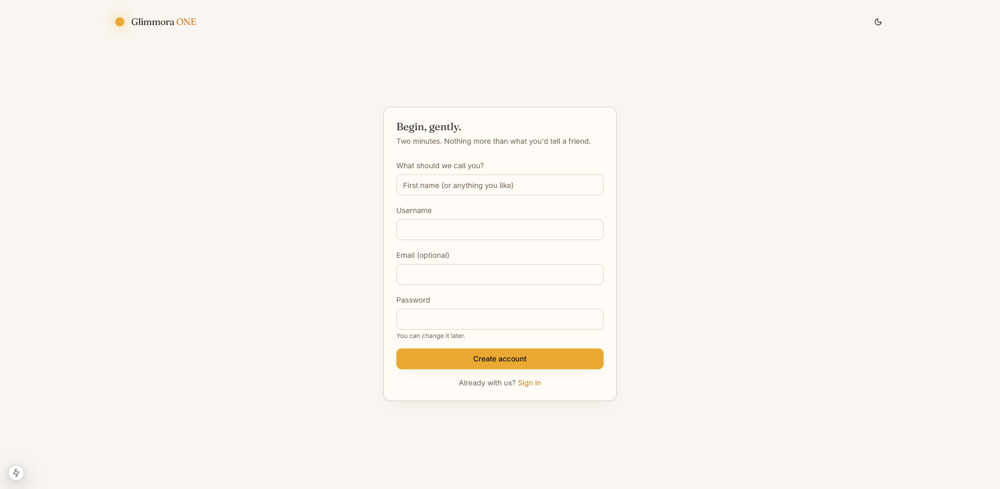 Glimmora ONE
Begin, gently.
Two minutes. Nothing more than what you'd tell a friend.
What should we call you?
First name (or anything you like)
Username
Email (optional)
Password
You can change it later.
Create account
Already with us? Sign in